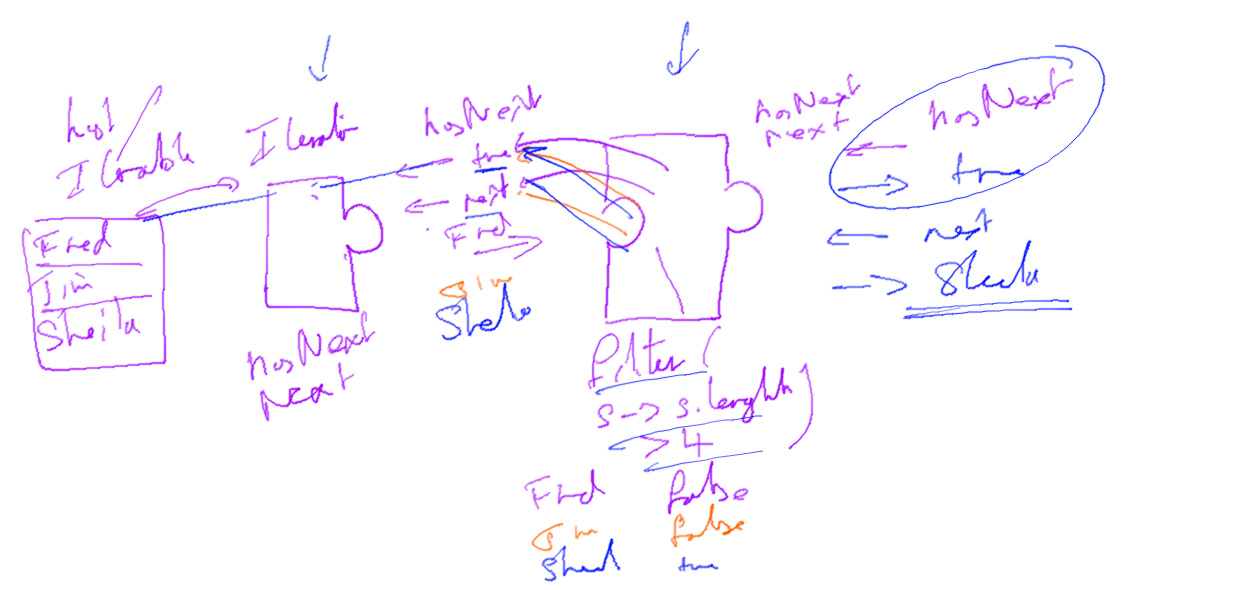 List
Iterable
Fred
Jim
Sheila
Iterator
hasNext
next
hasNext
true
next
Fred
Jim
Sheila
filter(
s -> s.length)
> 4
Fred false
Jim false
Sheila true
hasNext
next
hasNext
true
next
Sheila